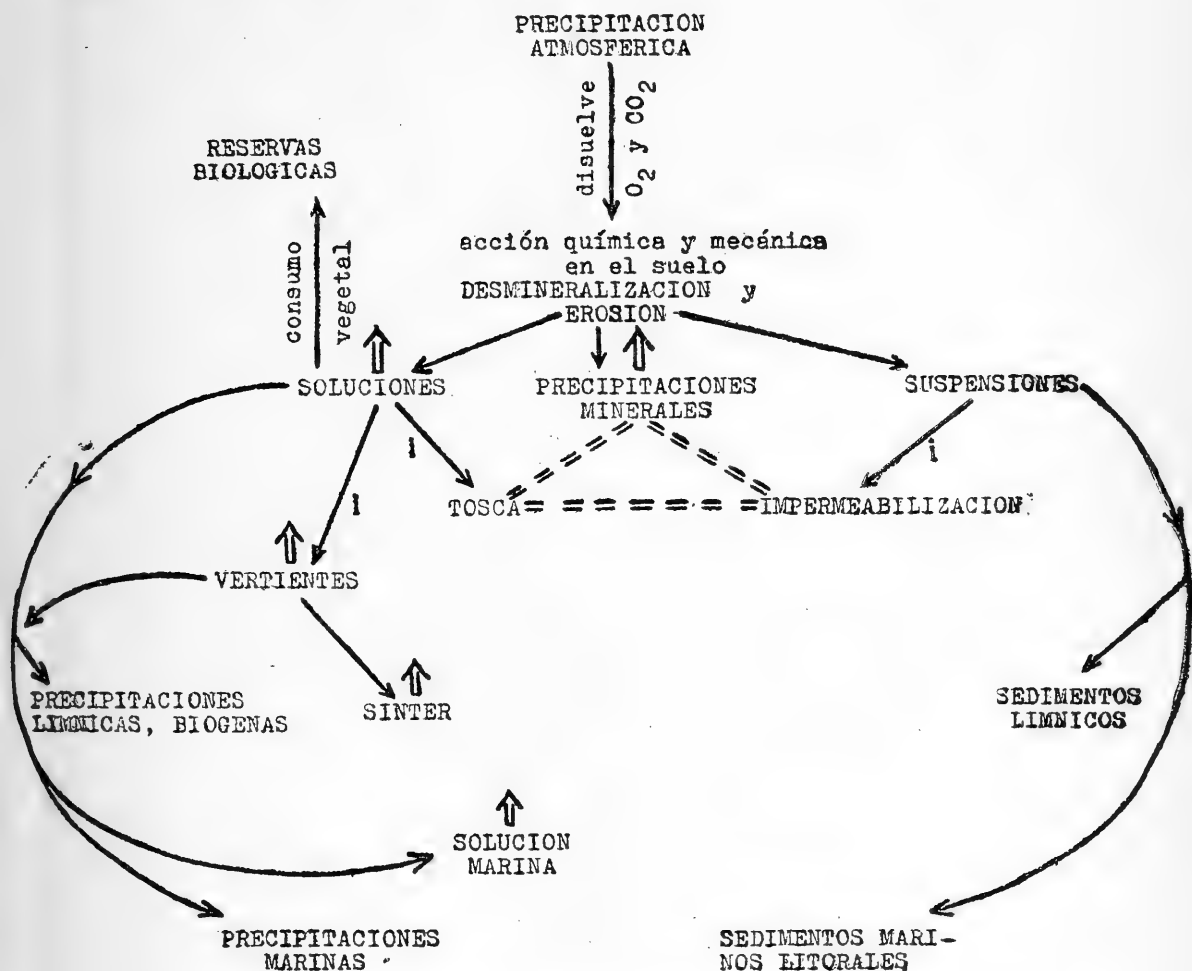 PRECIPITACION
ATMOSFERICA
disuelve
O2 y CO2
RESERVAS
BIOLOGICAS
consumo
vegetal
acción química y mecánica
en el suelo
DESMINERALIZACION y
EROSION
SOLUCIONES
PRECIPITACIONES
MINERALES
SUSPENSIONES
i
i
i
TOSCA
IMPERMEABILIZACION
VERTIENTES
PRECIPITACIONES
LIMNICAS, BIOGENAS
SINTER
SEDIMENTOS
LIMNICOS
SOLUCION
MARINA
PRECIPITACIONES
MARINAS
SEDIMENTOS MARI-
NOS LITORALES